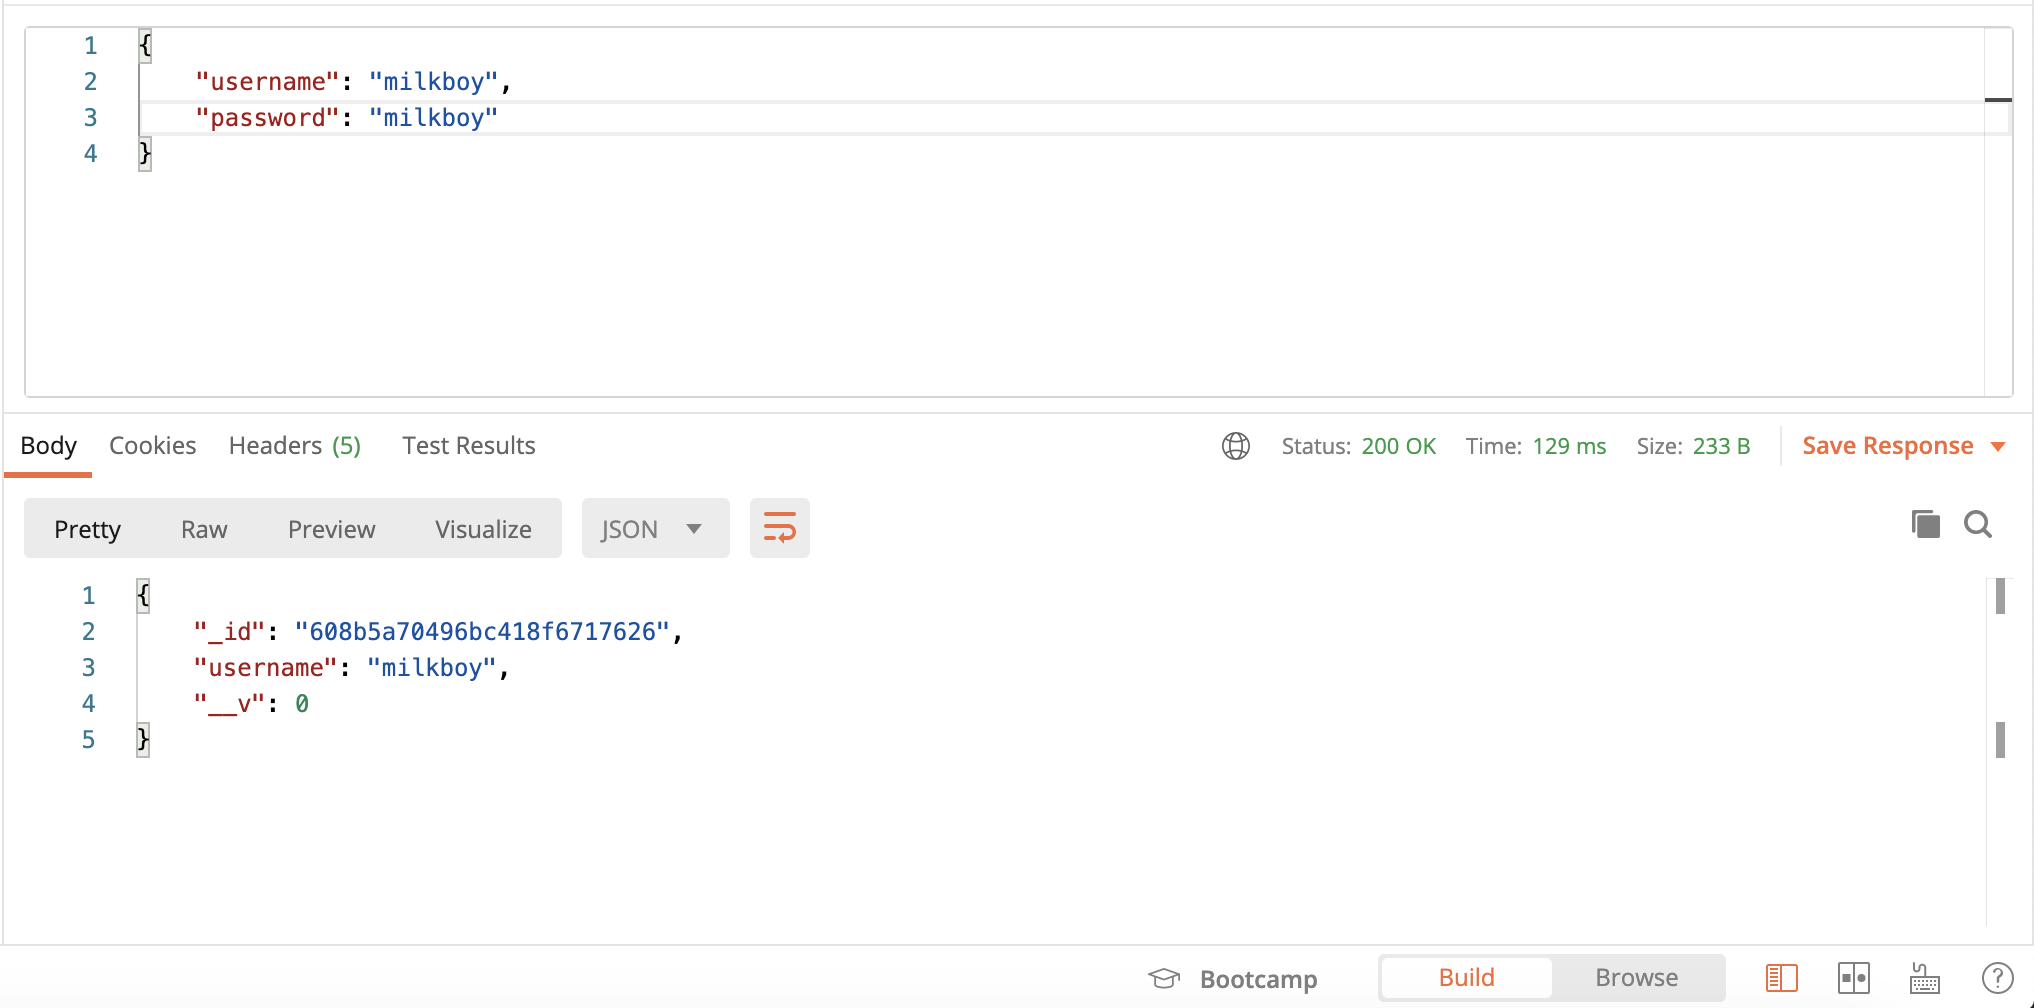 1 {
2 "username": "milkboy",
3 "password": "milkboy"
4 }
Body Cookies Headers (5) Test Results Status: 200 OK Time: 129 ms Size: 233 B Save Response
Pretty Raw Preview Visualize JSON
1 {
2 "_id": "608b5a70496bc418f6717626",
3 "username": "milkboy",
4 "__v": 0
5 }
Bootcamp Build Browse